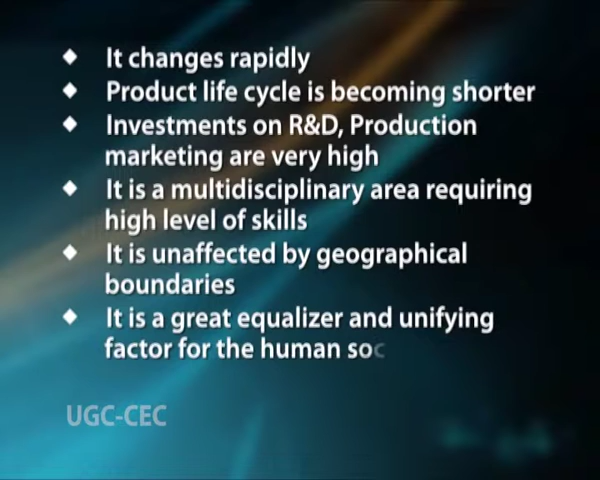 ◆ It changes rapidly
◆ Product life cycle is becoming shorter
◆ Investments on R&D, Production
marketing are very high
◆ It is a multidisciplinary area requiring
high level of skills
◆ It is unaffected by geographical
boundaries
◆ It is a great equalizer and unifying
factor for the human soc
UGC-CEC